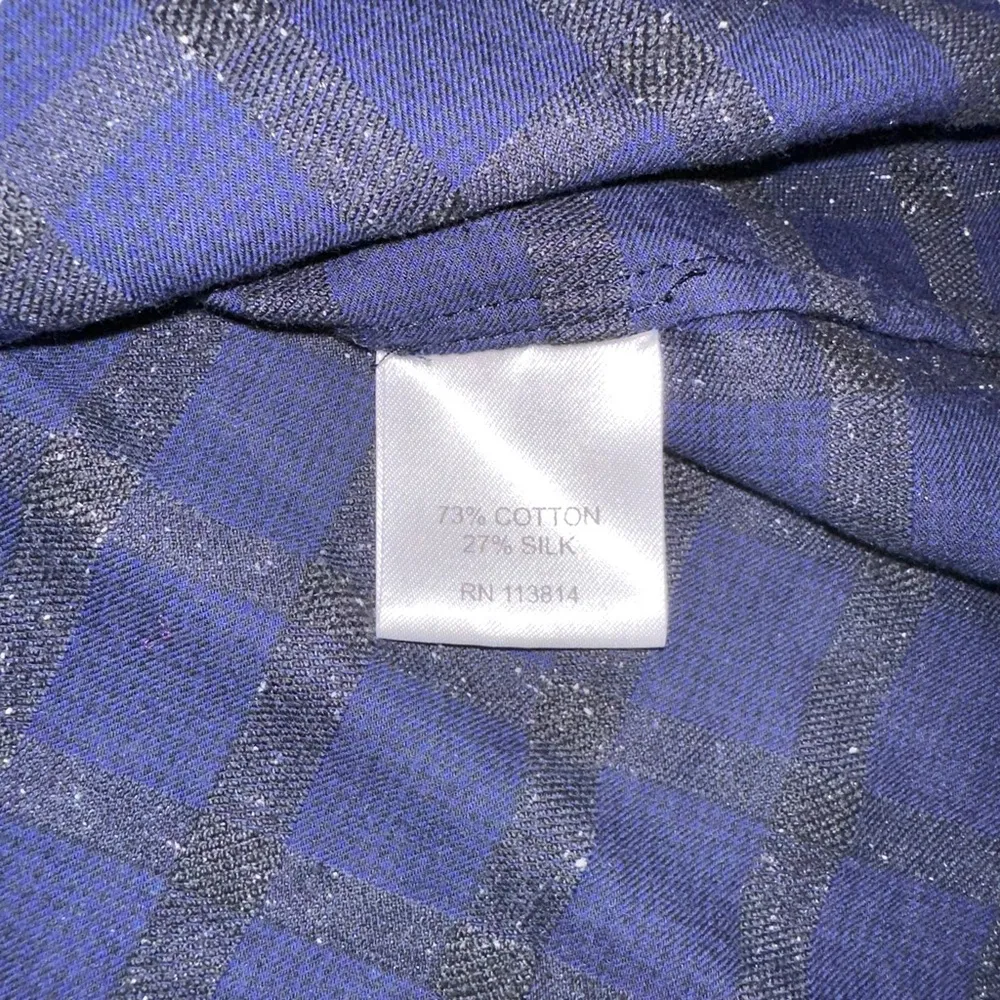 73% COTTON
27% SILK
RN 113814